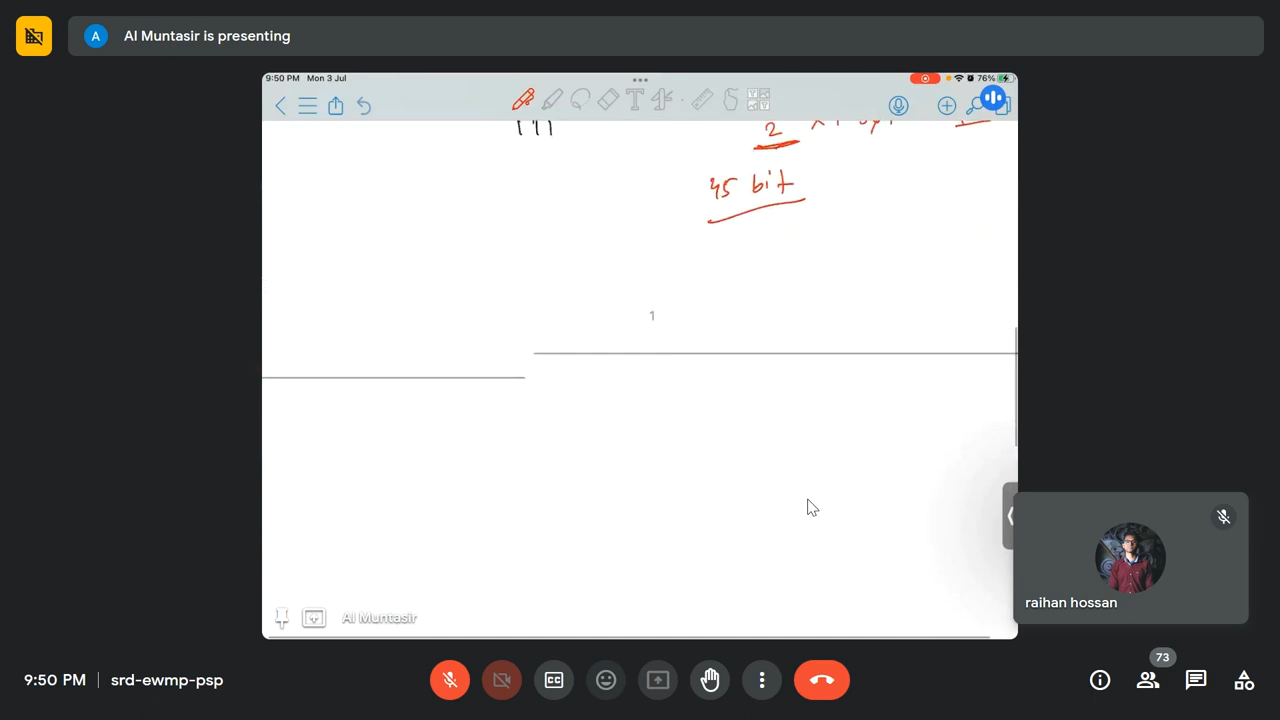 A Al Muntasir is presenting
9:50 PM Mon 3 Jul
76%
2
45 bit
1
Al Muntasir
raihan hossan
9:50 PM | srd-ewmp-psp
CC
73